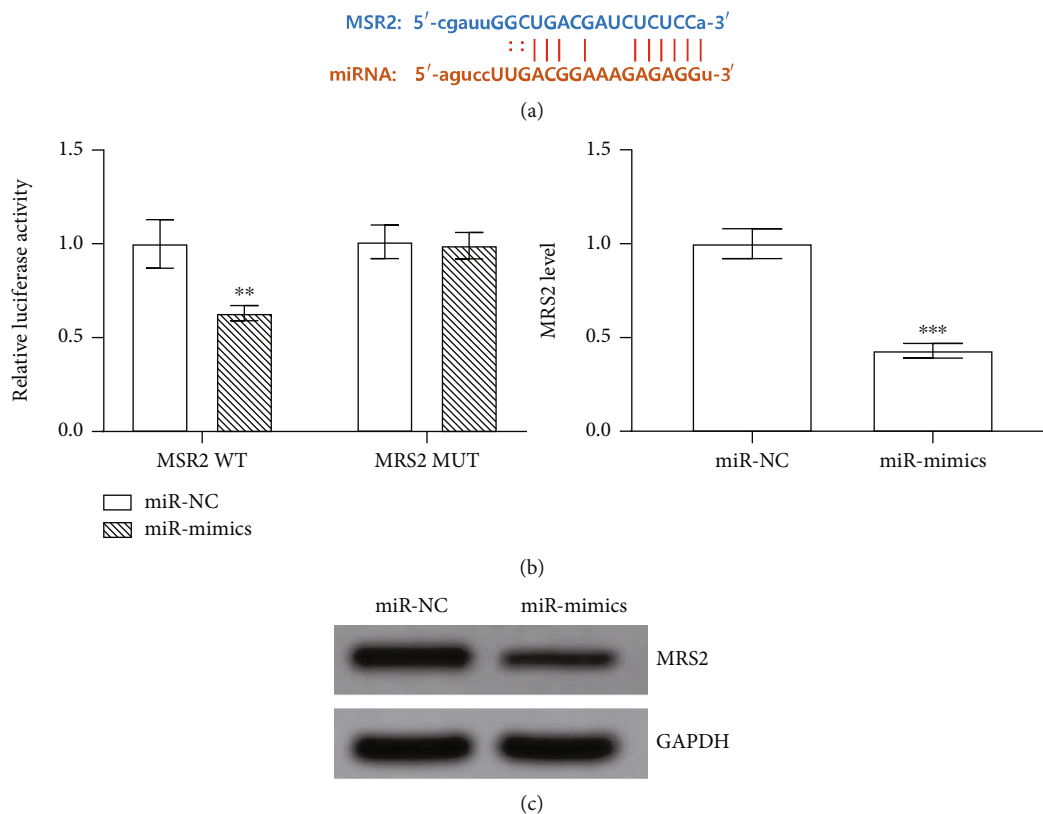 MSR2: 5′-cgauuGGCUGACGAUCUCUCCa-3′
miRNA: 5′-aguccUUGACGGAAAGAGAGGu-3′
(a)
Relative luciferase activity
1.5
1.0
0.5
0.0
**
MSR2 WT
MRS2 MUT
miR-NC
miR-mimics
MRS2 level
1.5
1.0
0.5
0.0
***
miR-NC
miR-mimics
(b)
miR-NC
miR-mimics
MRS2
GAPDH
(c)